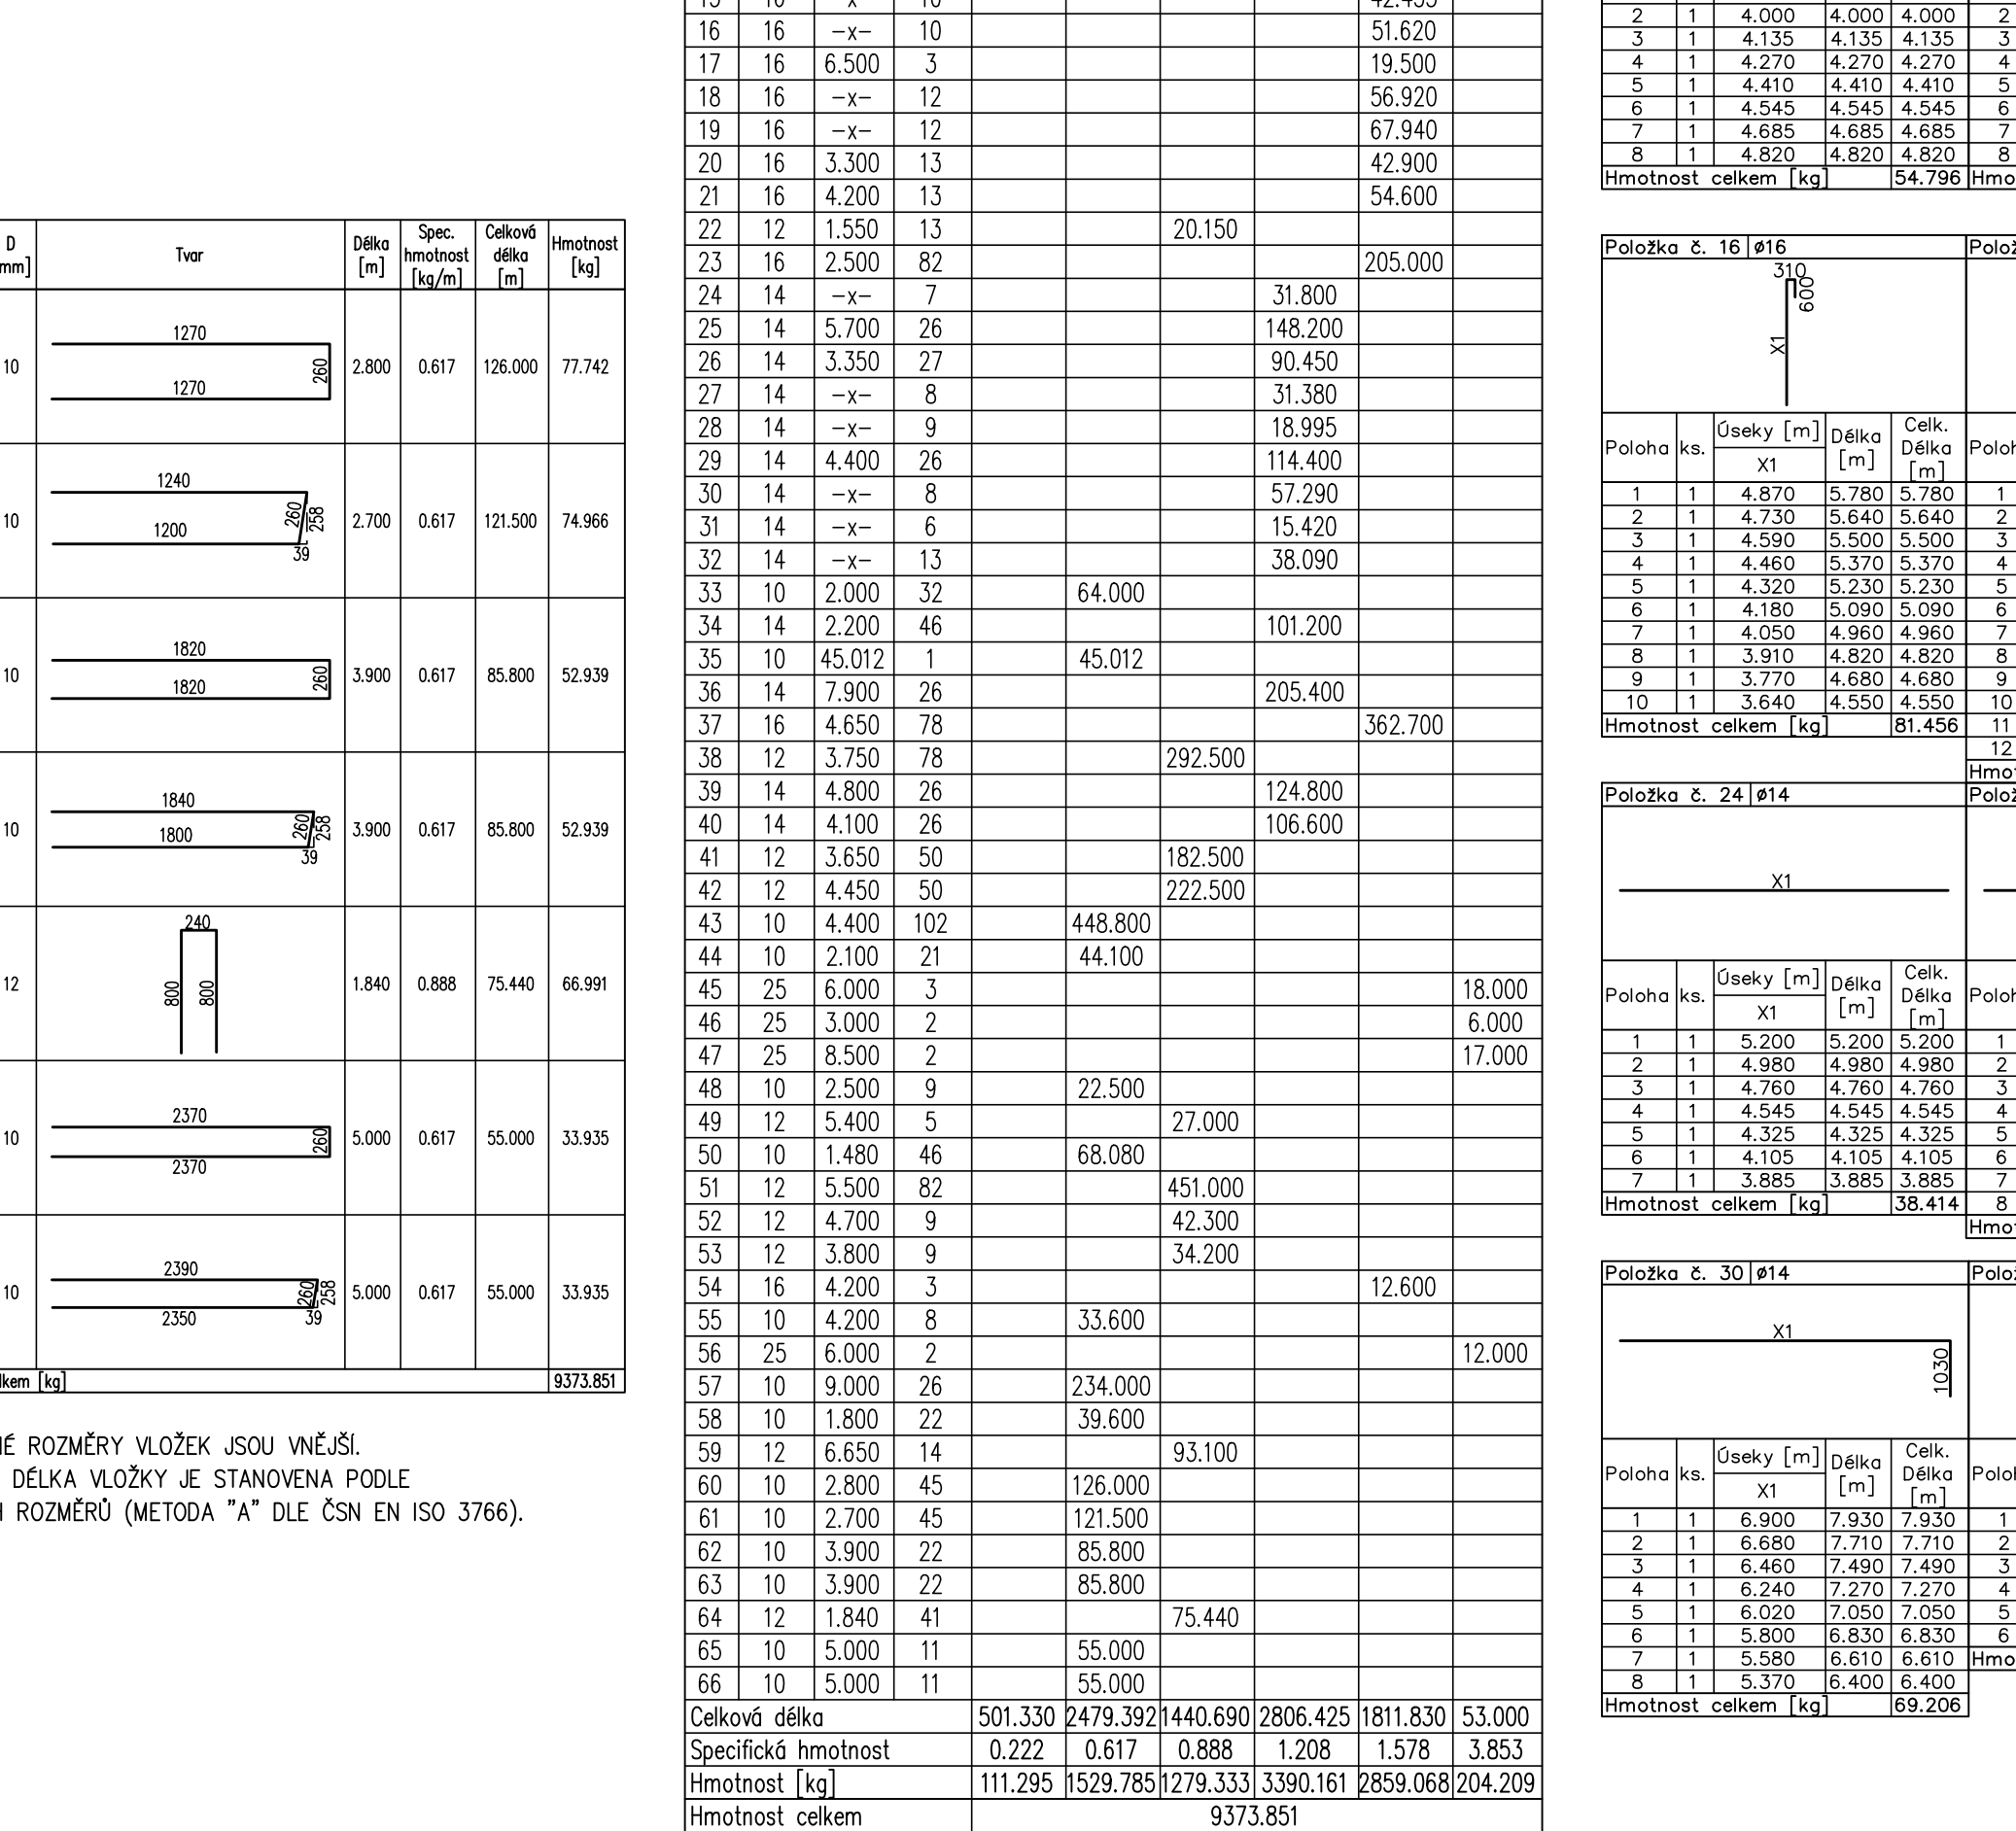 D Tvar Délka Spec. Celková Hmotnost
mm] [m] hmotnost délka [kg]
[kg/m] [m]
10 1270 260 1270 2.800 0.617 126.000 77.742
10 1240 260 258 1200 39 2.700 0.617 121.500 74.966
10 1820 260 1820 3.900 0.617 85.800 52.939
10 1840 260 258 1800 39 3.900 0.617 85.800 52.939
12 240 800 800 1.840 0.888 75.440 66.991
10 2370 260 2370 5.000 0.617 55.000 33.935
10 2390 260 258 2350 39 5.000 0.617 55.000 33.935
lkem [kg] 9373.851
É ROZMĚRY VLOŽEK JSOU VNĚJŠÍ.
DÉLKA VLOŽKY JE STANOVENA PODLE
ROZMĚRŮ (METODA "A" DLE ČSN EN ISO 3766).
16 16 –x– 10 51.620
17 16 6.500 3 19.500
18 16 –x– 12 56.920
19 16 –x– 12 67.940
20 16 3.300 13 42.900
21 16 4.200 13 54.600
22 12 1.550 13 20.150
23 16 2.500 82 205.000
24 14 –x– 7 31.800
25 14 5.700 26 148.200
26 14 3.350 27 90.450
27 14 –x– 8 31.380
28 14 –x– 9 18.995
29 14 4.400 26 114.400
30 14 –x– 8 57.290
31 14 –x– 6 15.420
32 14 –x– 13 38.090
33 10 2.000 32 64.000
34 14 2.200 46 101.200
35 10 45.012 1 45.012
36 14 7.900 26 205.400
37 16 4.650 78 362.700
38 12 3.750 78 292.500
39 14 4.800 26 124.800
40 14 4.100 26 106.600
41 12 3.650 50 182.500
42 12 4.450 50 222.500
43 10 4.400 102 448.800
44 10 2.100 21 44.100
45 25 6.000 3 18.000
46 25 3.000 2 6.000
47 25 8.500 2 17.000
48 10 2.500 9 22.500
49 12 5.400 5 27.000
50 10 1.480 46 68.080
51 12 5.500 82 451.000
52 12 4.700 9 42.300
53 12 3.800 9 34.200
54 16 4.200 3 12.600
55 10 4.200 8 33.600
56 25 6.000 2 12.000
57 10 9.000 26 234.000
58 10 1.800 22 39.600
59 12 6.650 14 93.100
60 10 2.800 45 126.000
61 10 2.700 45 121.500
62 10 3.900 22 85.800
63 10 3.900 22 85.800
64 12 1.840 41 75.440
65 10 5.000 11 55.000
66 10 5.000 11 55.000
Celková délka 501.330 2479.392 1440.690 2806.425 1811.830 53.000
Specifická hmotnost 0.222 0.617 0.888 1.208 1.578 3.853
Hmotnost [kg] 111.295 1529.785 1279.333 3390.161 2859.068 204.209
Hmotnost celkem 9373.851
2 1 4.000 4.000 4.000 2
3 1 4.135 4.135 4.135 3
4 1 4.270 4.270 4.270 4
5 1 4.410 4.410 4.410 5
6 1 4.545 4.545 4.545 6
7 1 4.685 4.685 4.685 7
8 1 4.820 4.820 4.820 8
Hmotnost celkem [kg] 54.796 Hmo
Položka č. 16 ø16 Polož
310
600
X1
Poloha ks. Úseky [m] Délka Celk. Poloh
X1 [m] Délka
[m]
1 1 4.870 5.780 5.780 1
2 1 4.730 5.640 5.640 2
3 1 4.590 5.500 5.500 3
4 1 4.460 5.370 5.370 4
5 1 4.320 5.230 5.230 5
6 1 4.180 5.090 5.090 6
7 1 4.050 4.960 4.960 7
8 1 3.910 4.820 4.820 8
9 1 3.770 4.680 4.680 9
10 1 3.640 4.550 4.550 10
Hmotnost celkem [kg] 81.456 11
12
Hmot
Položka č. 24 ø14 Polož
X1
Poloha ks. Úseky [m] Délka Celk. Poloh
X1 [m] Délka
[m]
1 1 5.200 5.200 5.200 1
2 1 4.980 4.980 4.980 2
3 1 4.760 4.760 4.760 3
4 1 4.545 4.545 4.545 4
5 1 4.325 4.325 4.325 5
6 1 4.105 4.105 4.105 6
7 1 3.885 3.885 3.885 7
Hmotnost celkem [kg] 38.414 8
Hmot
Položka č. 30 ø14 Polož
X1
1030
Poloha ks. Úseky [m] Délka Celk. Poloh
X1 [m] Délka
[m]
1 1 6.900 7.930 7.930 1
2 1 6.680 7.710 7.710 2
3 1 6.460 7.490 7.490 3
4 1 6.240 7.270 7.270 4
5 1 6.020 7.050 7.050 5
6 1 5.800 6.830 6.830 6
7 1 5.580 6.610 6.610 Hmo
8 1 5.370 6.400 6.400
Hmotnost celkem [kg] 69.206